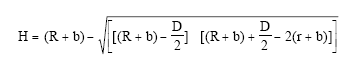 H = (R + b) − √[[(R + b) − D/2] [(R + b) + D/2 − 2(r + b)]]